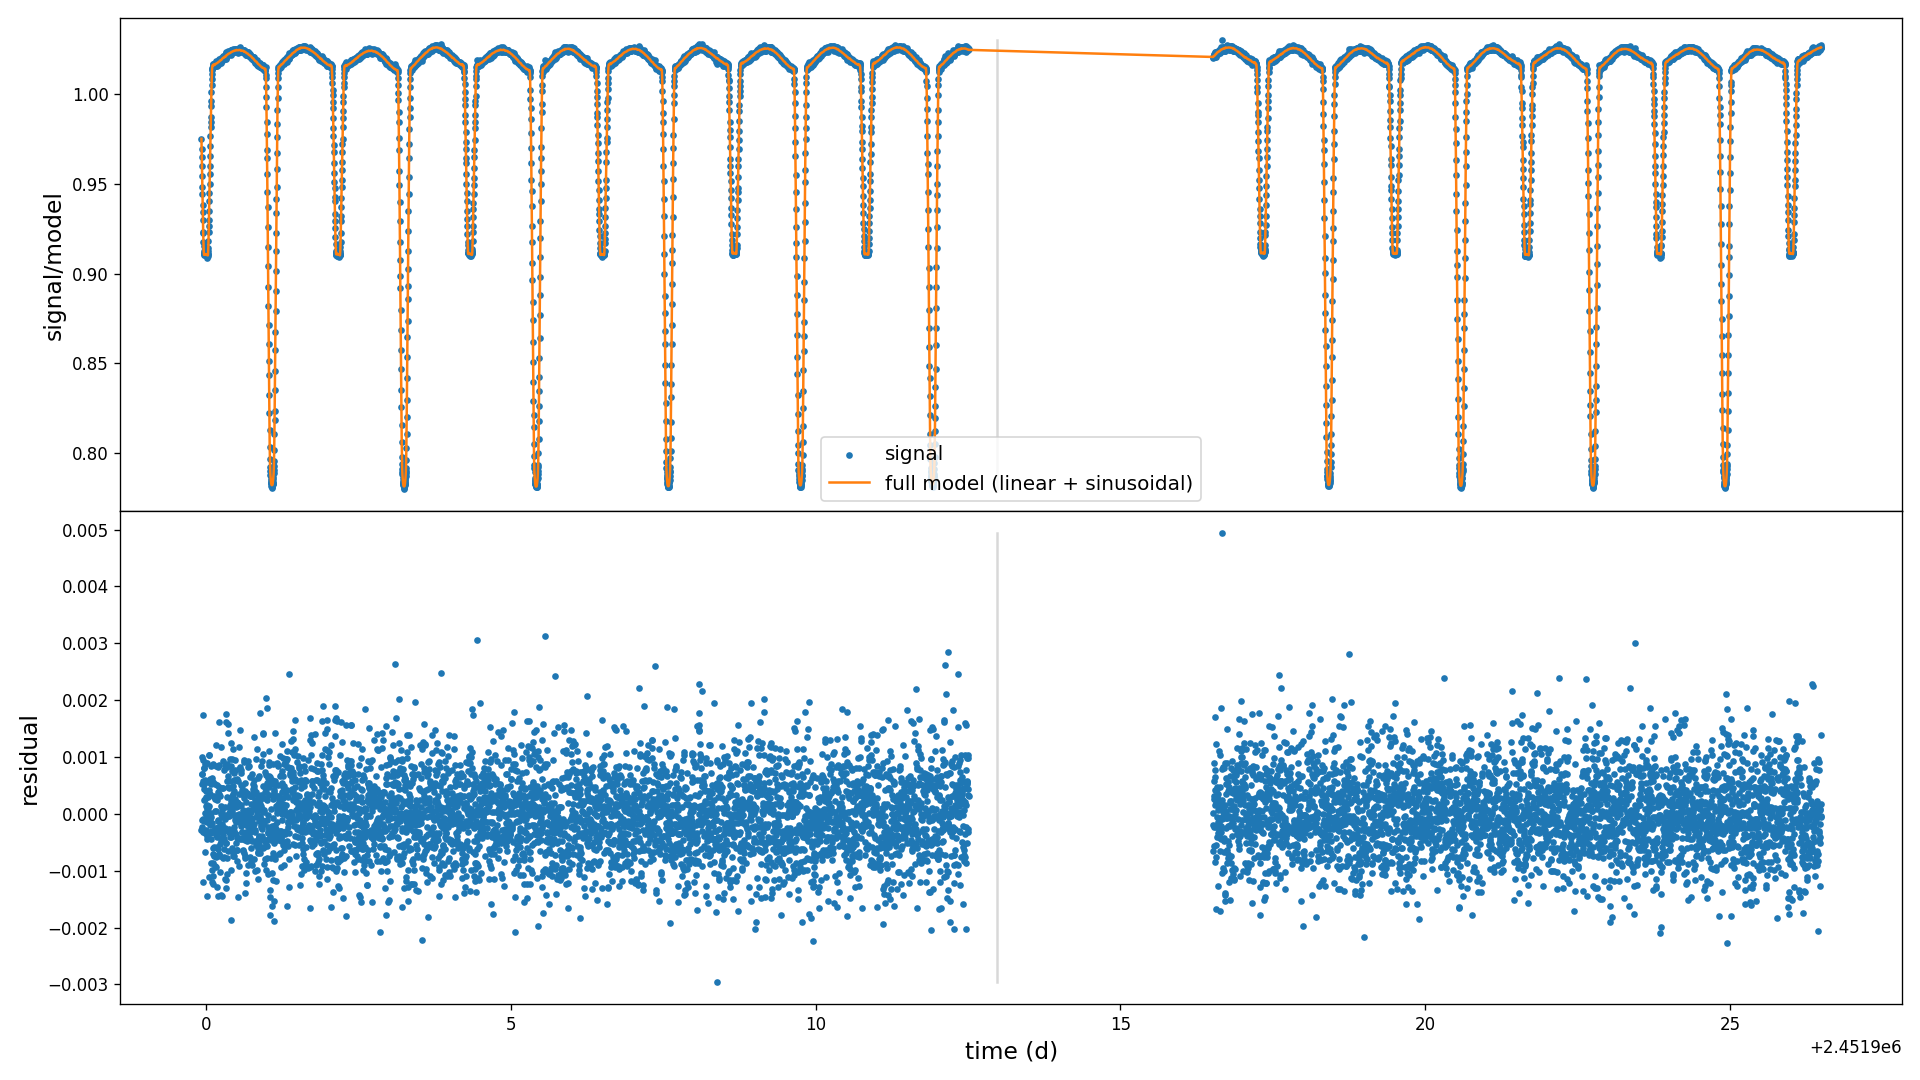 1.00
0.95
0.90
0.85
0.80
signal/model
signal
full model (linear + sinusoidal)
0.005
0.004
0.003
0.002
0.001
0.000
−0.001
−0.002
−0.003
residual
0 5 10 15 20 25
time (d)
+2.4519e6